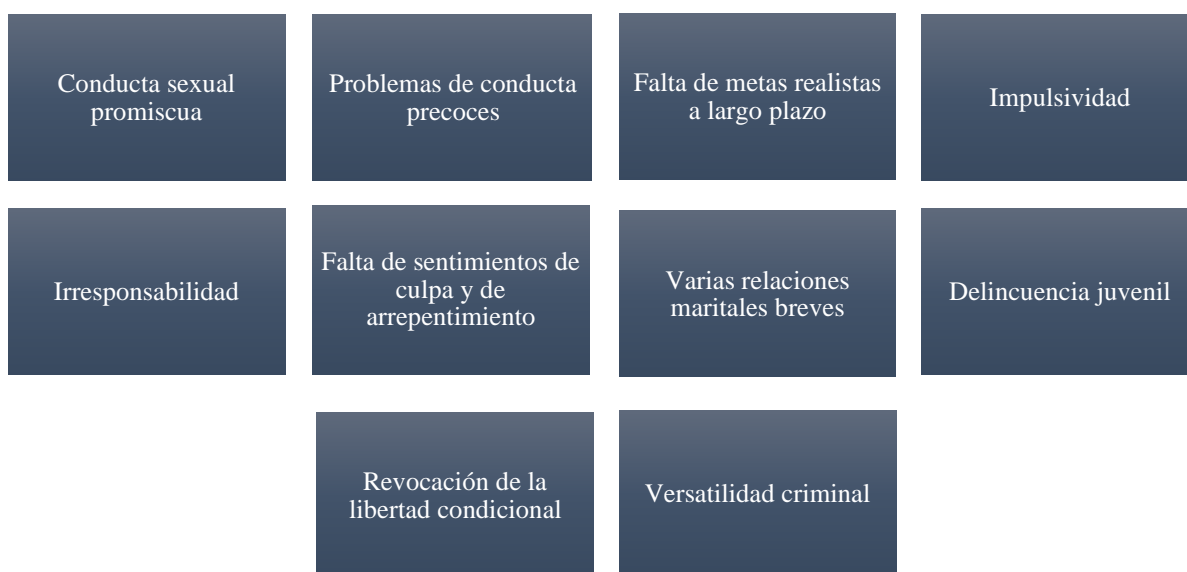 Conducta sexual
promiscua
Problemas de conducta
precoces
Falta de metas realistas
a largo plazo
Impulsividad
Irresponsabilidad
Falta de sentimientos de
culpa y de
arrepentimiento
Varias relaciones
maritales breves
Delincuencia juvenil
Revocación de la
libertad condicional
Versatilidad criminal